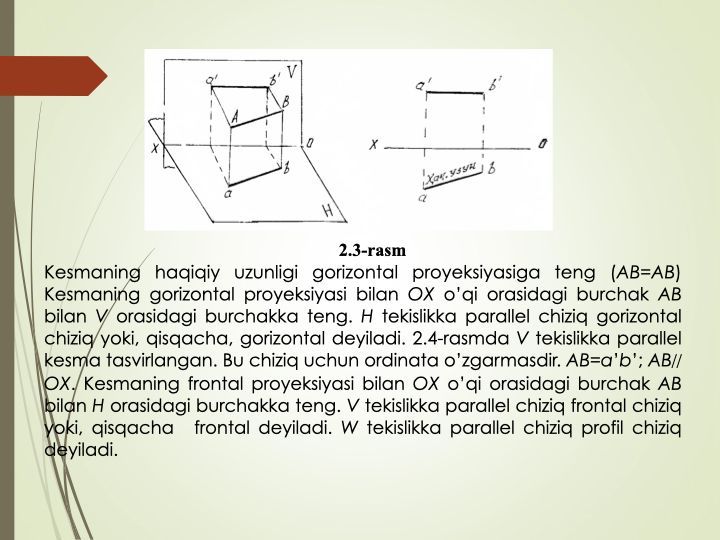 a' b' V
A B
X O
a b
H
a' b'
X O
Ҳақ. узун
a b
2.3-rasm
Kesmaning haqiqiy uzunligi gorizontal proyeksiyasiga teng (AB=AB)
Kesmaning gorizontal proyeksiyasi bilan OX o'qi orasidagi burchak AB
bilan V orasidagi burchakka teng. H tekislikka parallel chiziq gorizontal
chiziq yoki, qisqacha, gorizontal deyiladi. 2.4-rasmda V tekislikka parallel
kesma tasvirlangan. Bu chiziq uchun ordinata o'zgarmasdir. AB=a'b'; AB//
OX. Kesmaning frontal proyeksiyasi bilan OX o'qi orasidagi burchak AB
bilan H orasidagi burchakka teng. V tekislikka parallel chiziq frontal chiziq
yoki, qisqacha frontal deyiladi. W tekislikka parallel chiziq profil chiziq
deyiladi.